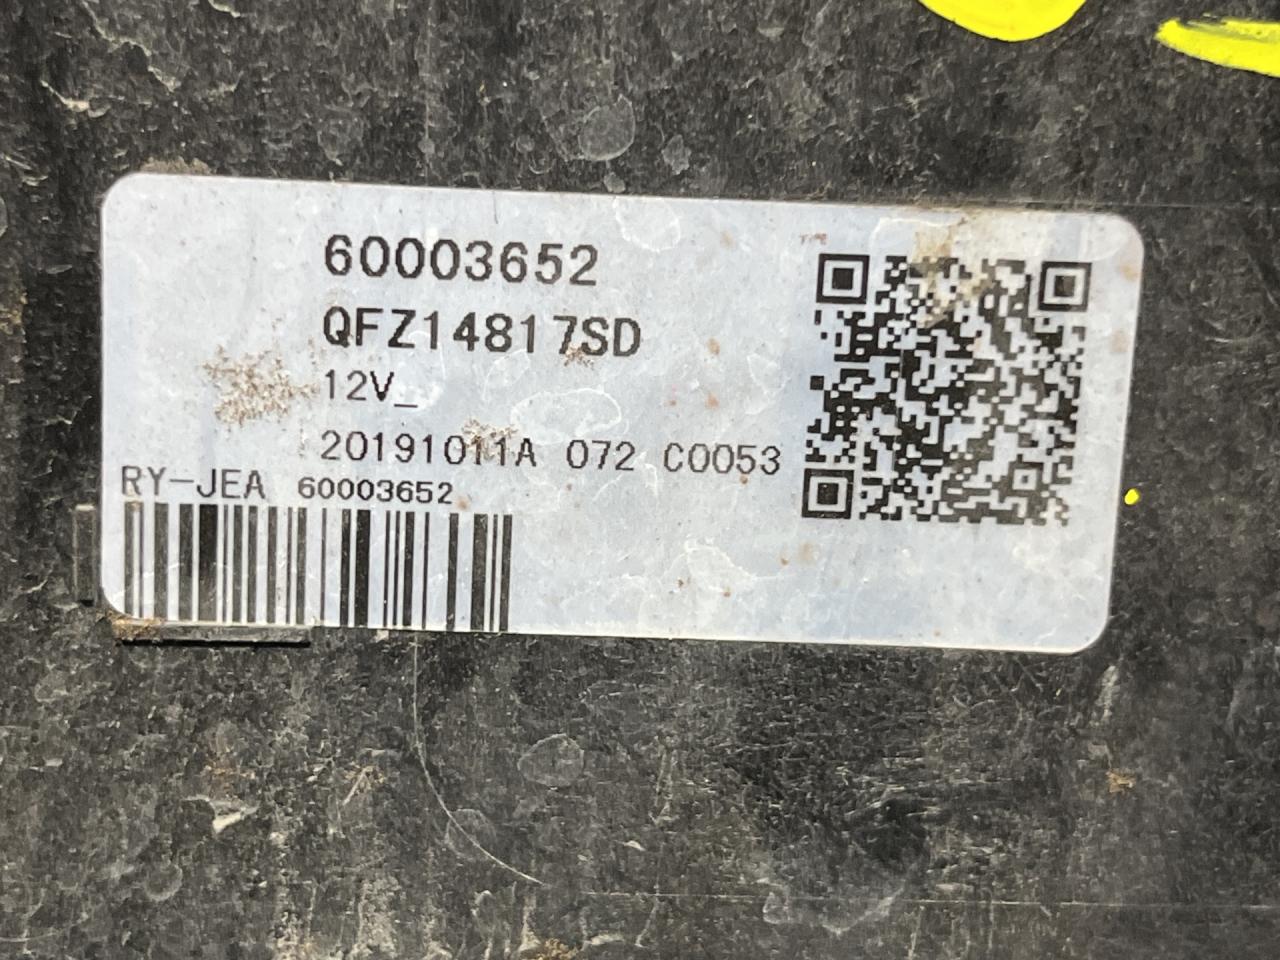 60003652
QFZ14817SD
12V_
20191011A 072 C0053
RY-JEA 60003652